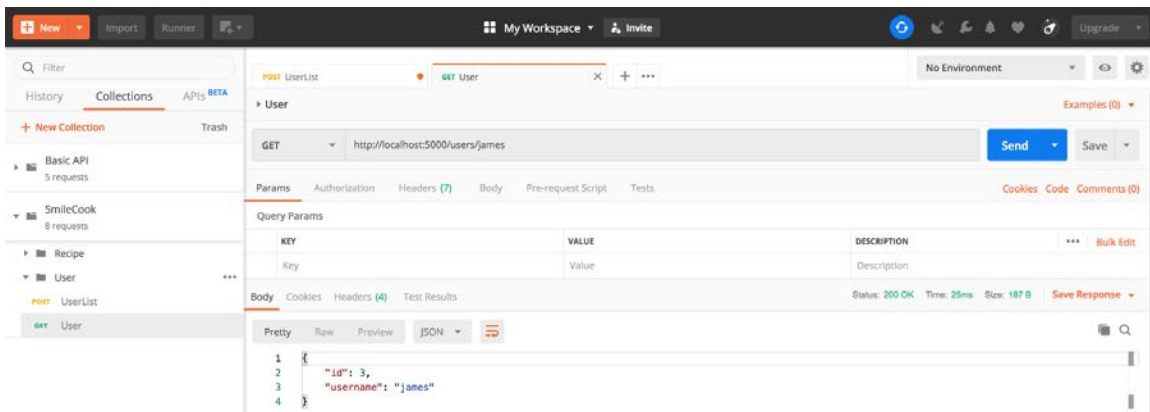 New Import Runner My Workspace Invite Upgrade
Filter
History Collections APIs BETA
+ New Collection Trash
Basic API
5 requests
SmileCook
8 requests
Recipe
User
POST UserList
GET User
POST UserList GET User No Environment
User Examples (0)
GET http://localhost:5000/users/james Send Save
Params Authorization Headers (7) Body Pre-request Script Tests Cookies Code Comments (0)
Query Params
KEY VALUE DESCRIPTION Bulk Edit
Key Value Description
Body Cookies Headers (4) Test Results Status: 200 OK Time: 25ms Size: 187 B Save Response
Pretty Raw Preview JSON
1 {
2 "id": 3,
3 "username": "james"
4 }